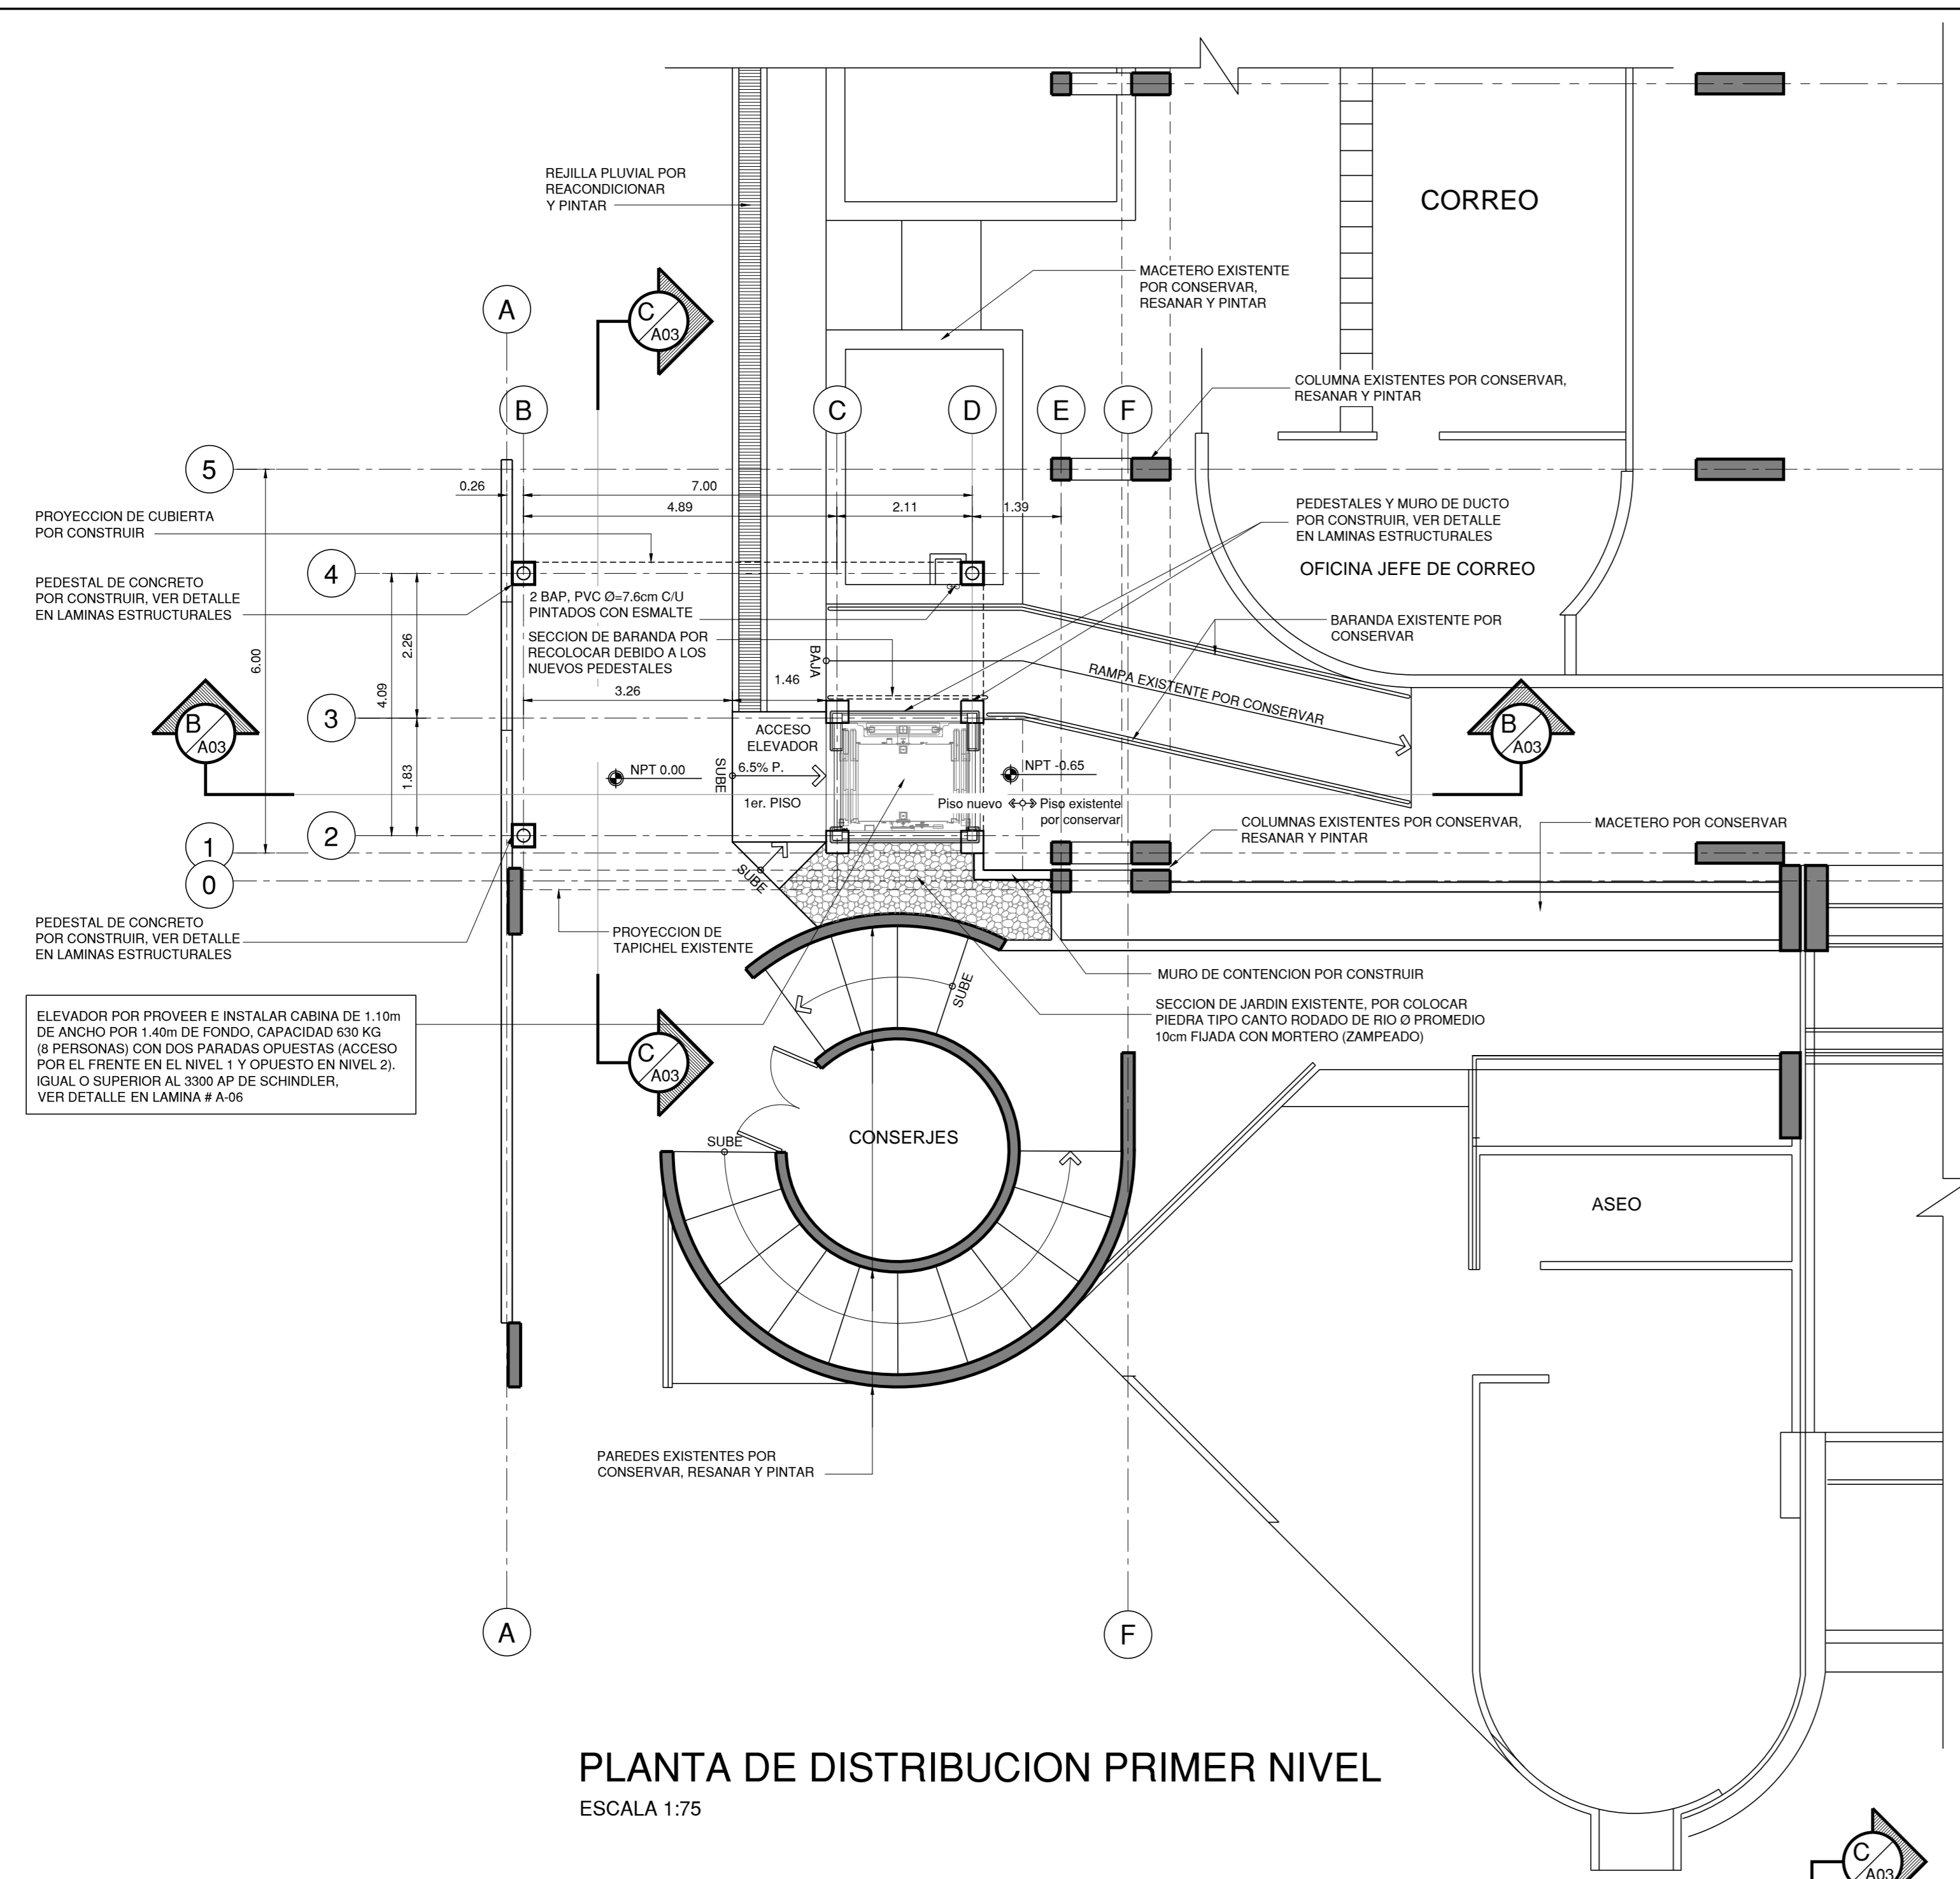 REJILLA PLUVIAL POR
REACONDICIONAR
Y PINTAR
CORREO
MACETERO EXISTENTE
POR CONSERVAR,
RESANAR Y PINTAR
C
A03
A
COLUMNA EXISTENTES POR CONSERVAR,
RESANAR Y PINTAR
B
C
D
E
F
5
0.26
7.00
4.89
2.11
1.39
PROYECCION DE CUBIERTA
POR CONSTRUIR
PEDESTALES Y MURO DE DUCTO
POR CONSTRUIR, VER DETALLE
EN LAMINAS ESTRUCTURALES
OFICINA JEFE DE CORREO
4
PEDESTAL DE CONCRETO
POR CONSTRUIR, VER DETALLE
EN LAMINAS ESTRUCTURALES
2 BAP, PVC Ø=7.6cm C/U
PINTADOS CON ESMALTE
SECCION DE BARANDA POR
RECOLOCAR DEBIDO A LOS
NUEVOS PEDESTALES
BARANDA EXISTENTE POR
CONSERVAR
6.00
4.09
2.26
1.83
BAJA
RAMPA EXISTENTE POR CONSERVAR
3.26
1.46
3
B
A03
B
A03
ACCESO
ELEVADOR
SUBE
6.5% P.
1er. PISO
NPT 0.00
NPT -0.65
Piso nuevo
Piso existente
por conservar
2
1
0
COLUMNAS EXISTENTES POR CONSERVAR,
RESANAR Y PINTAR
MACETERO POR CONSERVAR
SUBE
PEDESTAL DE CONCRETO
POR CONSTRUIR, VER DETALLE
EN LAMINAS ESTRUCTURALES
PROYECCION DE
TAPICHEL EXISTENTE
MURO DE CONTENCION POR CONSTRUIR
SUBE
SECCION DE JARDIN EXISTENTE, POR COLOCAR
PIEDRA TIPO CANTO RODADO DE RIO Ø PROMEDIO
10cm FIJADA CON MORTERO (ZAMPEADO)
ELEVADOR POR PROVEER E INSTALAR CABINA DE 1.10m
DE ANCHO POR 1.40m DE FONDO, CAPACIDAD 630 KG
(8 PERSONAS) CON DOS PARADAS OPUESTAS (ACCESO
POR EL FRENTE EN EL NIVEL 1 Y OPUESTO EN NIVEL 2).
IGUAL O SUPERIOR AL 3300 AP DE SCHINDLER,
VER DETALLE EN LAMINA # A-06
C
A03
CONSERJES
SUBE
ASEO
PAREDES EXISTENTES POR
CONSERVAR, RESANAR Y PINTAR
A
F
PLANTA DE DISTRIBUCION PRIMER NIVEL
ESCALA 1:75
C
A03